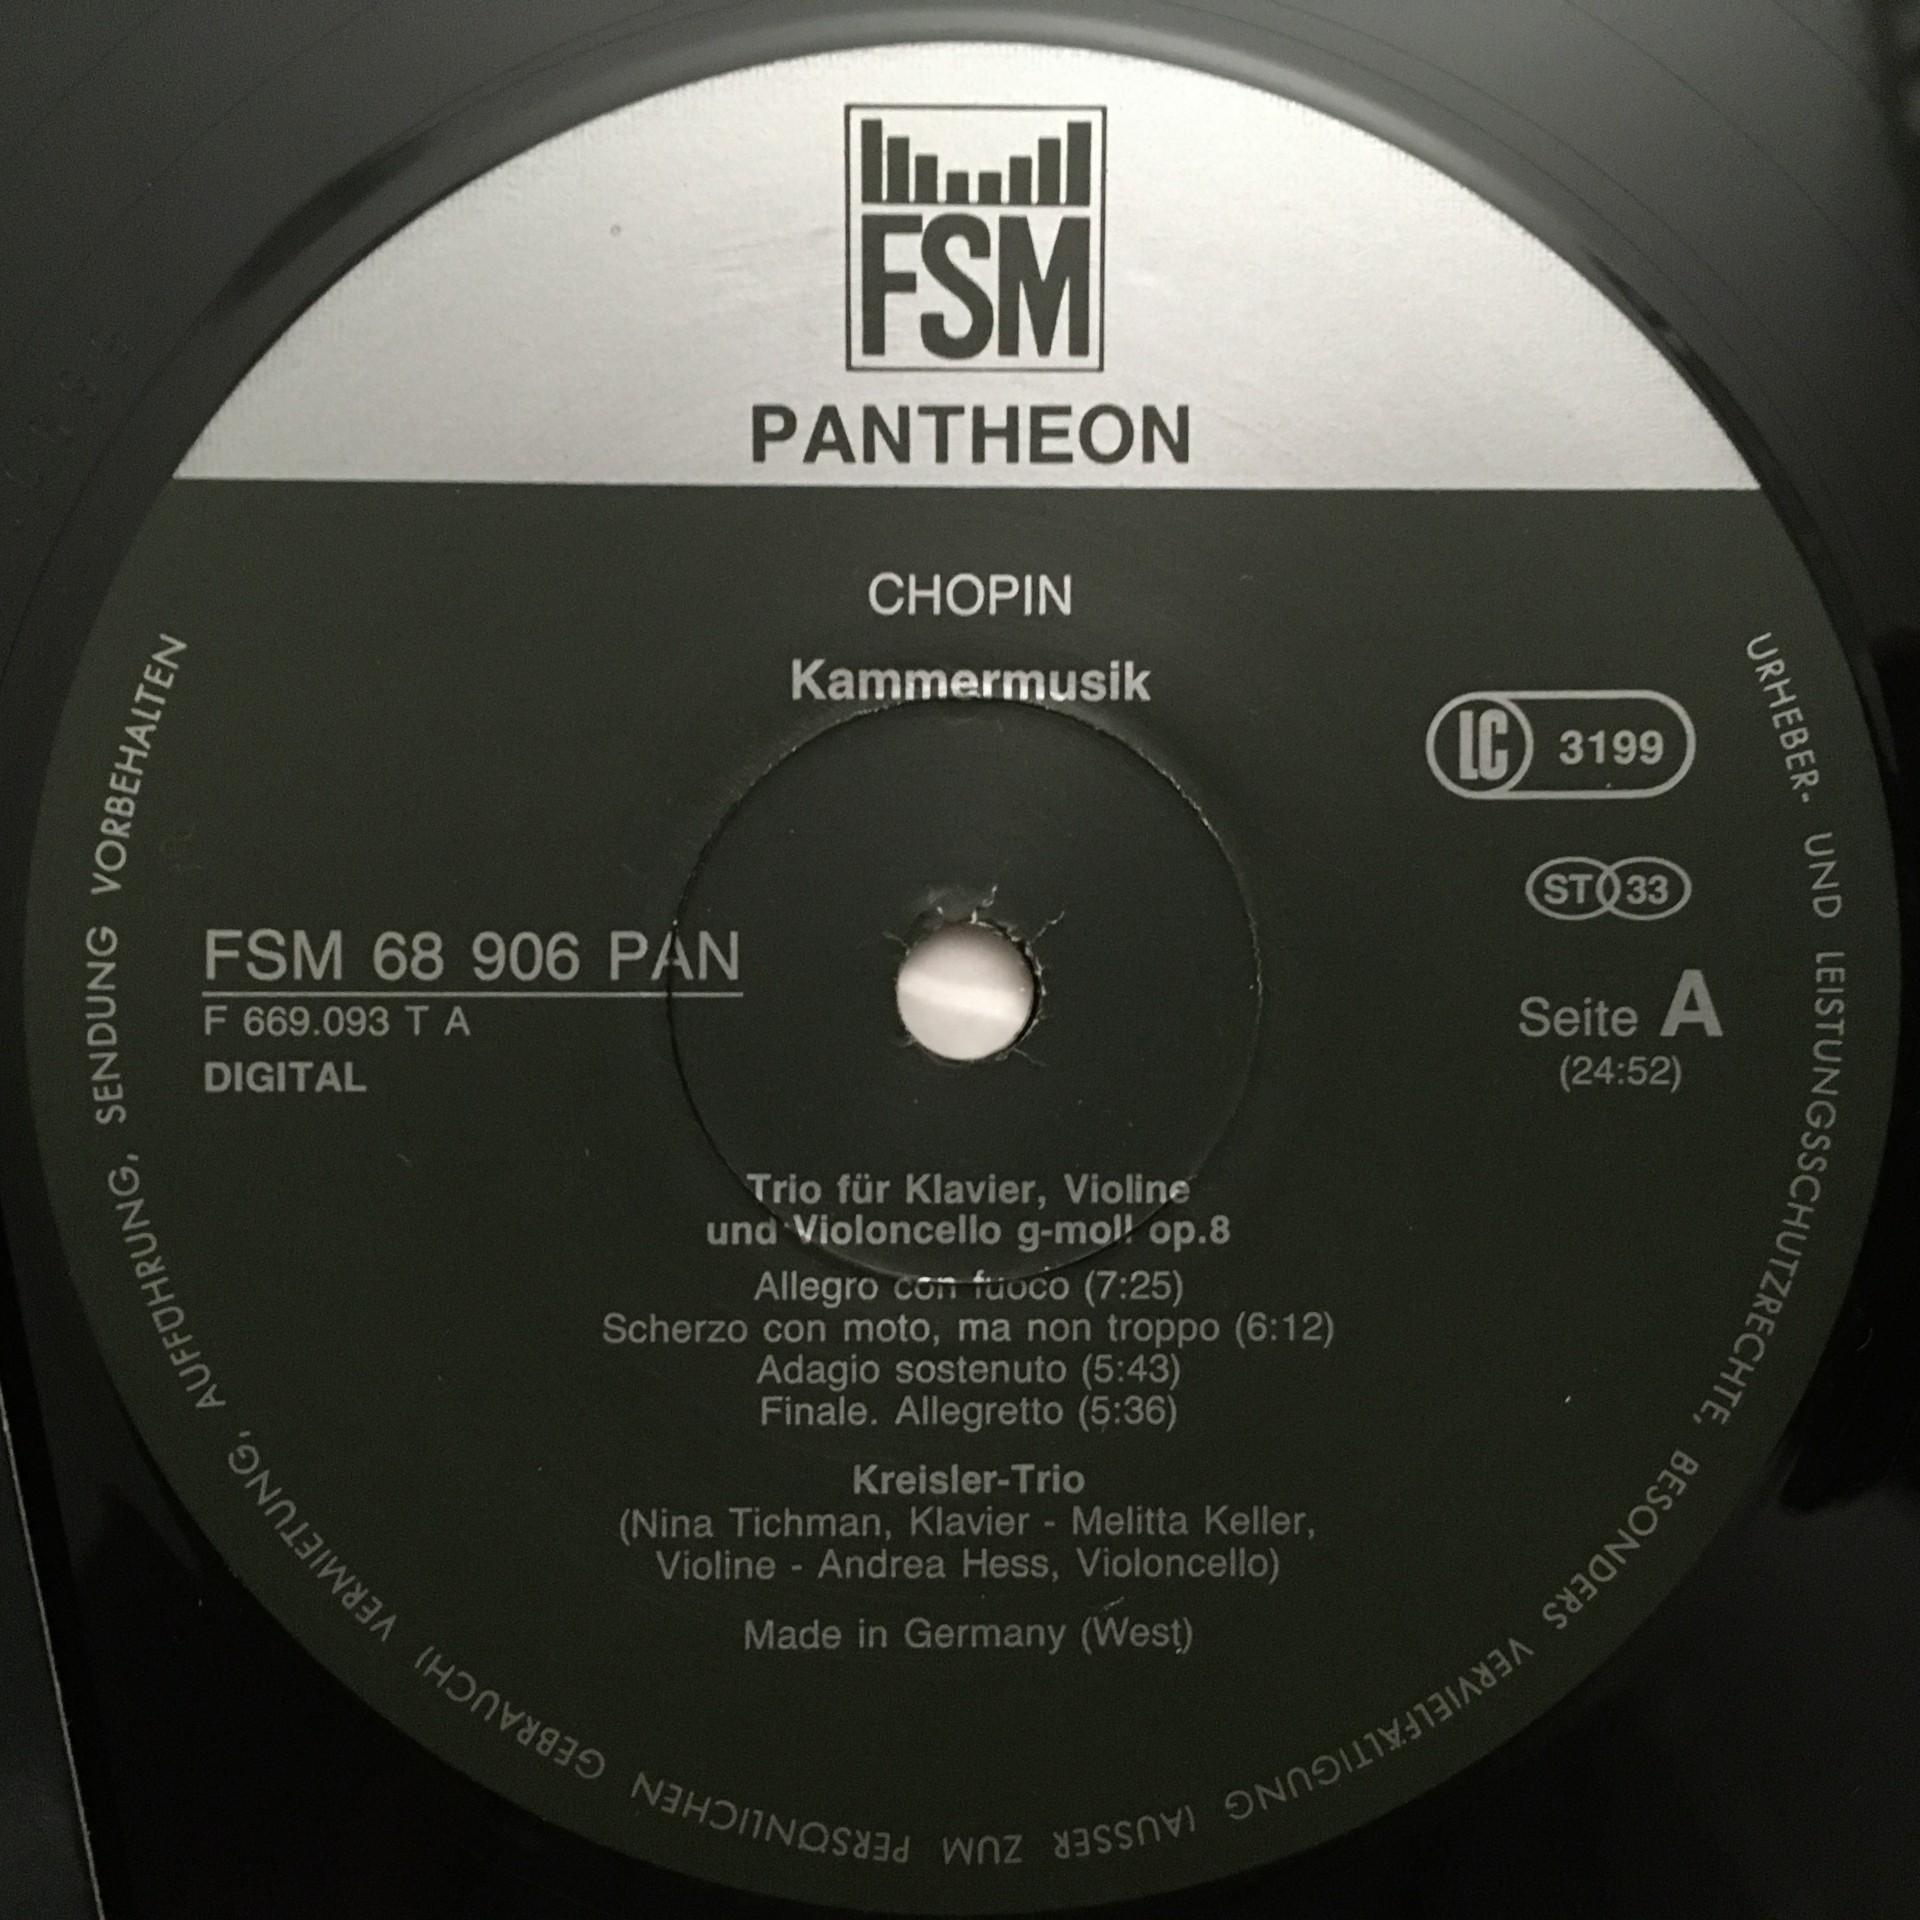 FSM
PANTHEON
CHOPIN
Kammermusik
LC 3199
ST 33
FSM 68 906 PAN
F 669.093 T A
DIGITAL
Seite A
(24:52)
Trio für Klavier, Violine
und Violoncello g-moll op.8
Allegro con fuoco (7:25)
Scherzo con moto, ma non troppo (6:12)
Adagio sostenuto (5:43)
Finale. Allegretto (5:36)
Kreisler-Trio
(Nina Tichman, Klavier - Melitta Keller,
Violine - Andrea Hess, Violoncello)
Made in Germany (West)
URHEBER- UND LEISTUNGSSCHUTZRECHTE, BESONDERS VERVIELFÄLTIGUNG (AUSSER ZUM PERSÖNLICHEN GEBRAUCH) VERMIETUNG, AUFFÜHRUNG, SENDUNG VORBEHALTEN